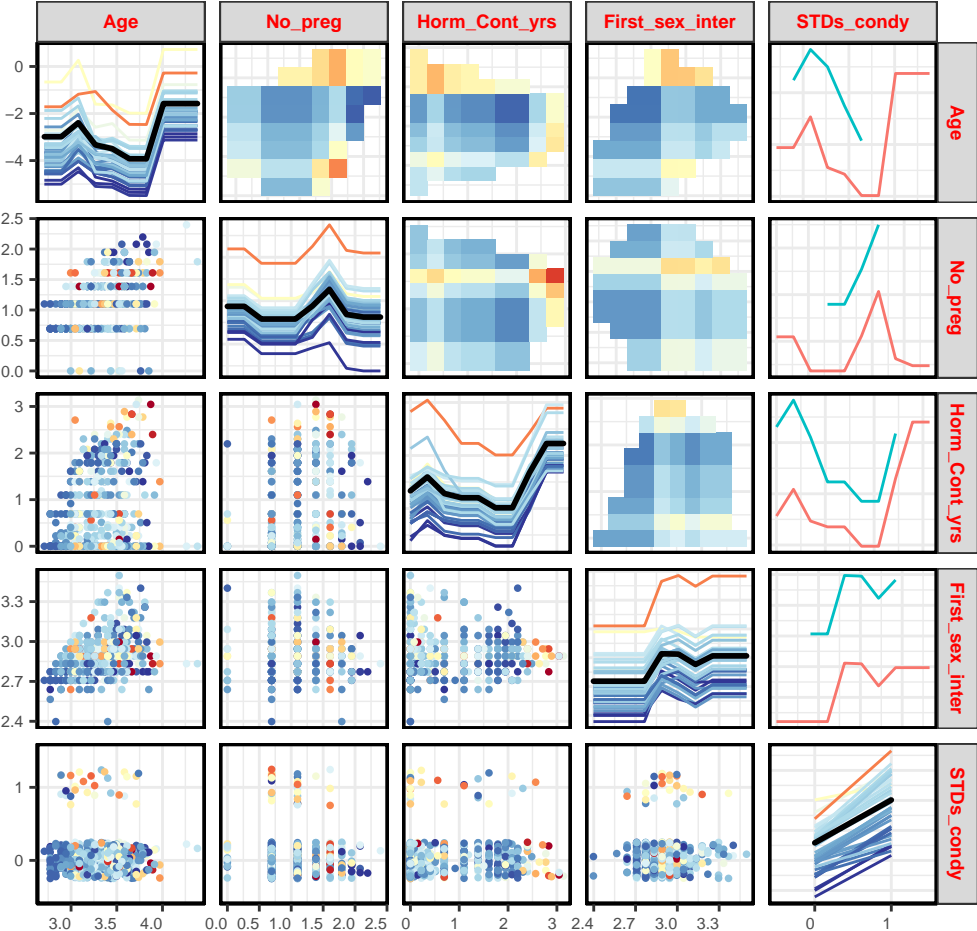 Age No_preg Horm_Cont_yrs First_sex_inter STDs_condy
0
−2
−4
Age
2.5
2.0
1.5
1.0
0.5
0.0
No_preg
3
2
1
0
Horm_Cont_yrs
3.3
3.0
2.7
2.4
First_sex_inter
1
0
STDs_condy
3.0 3.5 4.0 0.0 0.5 1.0 1.5 2.0 2.5 0 1 2 3 2.4 2.7 3.0 3.3 0 1